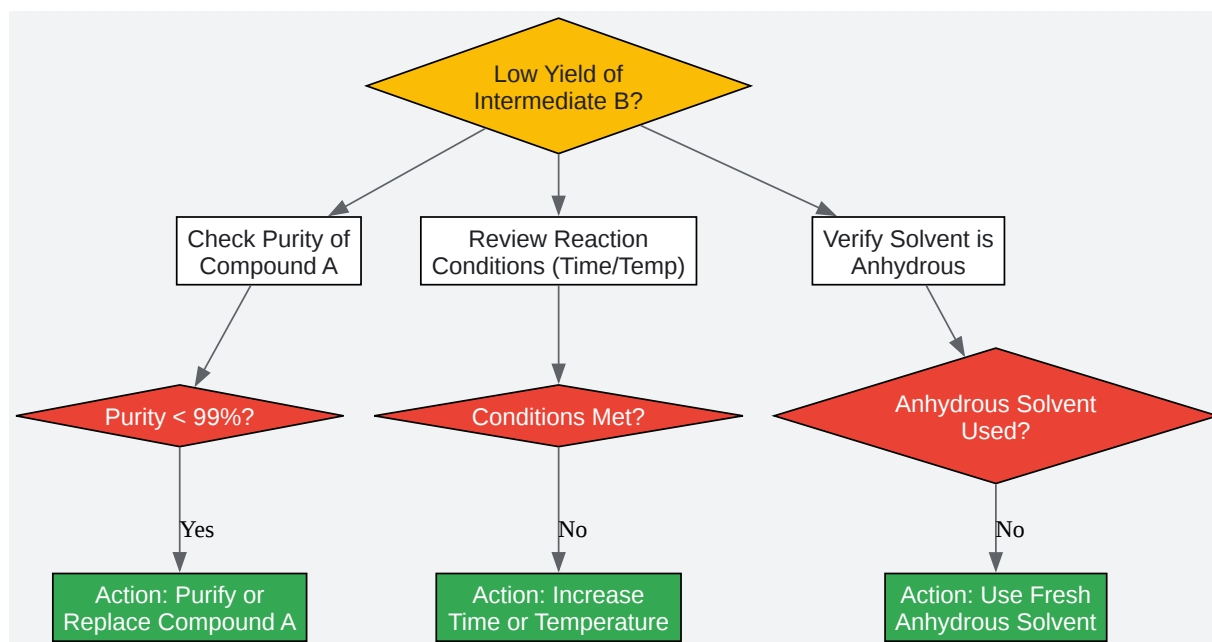 Low Yield of
Intermediate B?
Check Purity of
Compound A
Review Reaction
Conditions (Time/Temp)
Verify Solvent is
Anhydrous
Purity < 99%?
Conditions Met?
Anhydrous Solvent
Used?
Yes
No
No
Action: Purify or
Replace Compound A
Action: Increase
Time or Temperature
Action: Use Fresh
Anhydrous Solvent